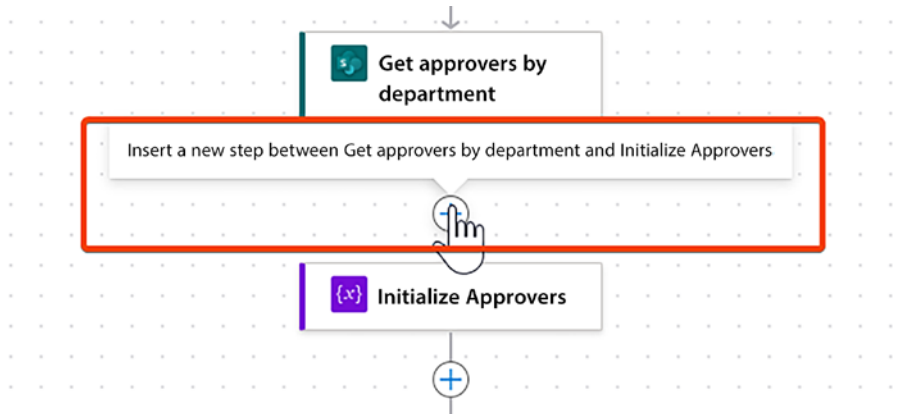 Get approvers by
department
Insert a new step between Get approvers by department and Initialize Approvers
{x} Initialize Approvers